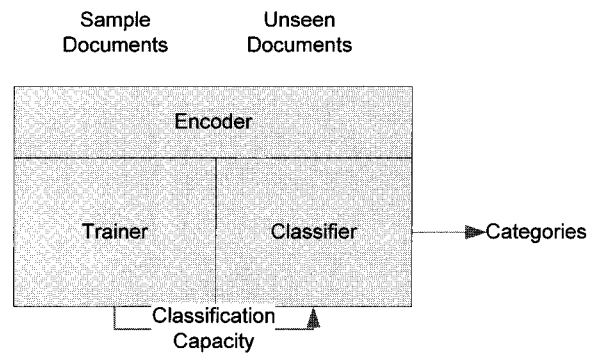 Sample
Documents
Unseen
Documents
Encoder
Trainer
Classifier
Categories
Classification
Capacity